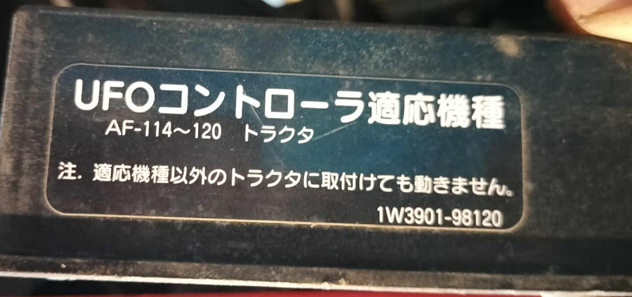 UFOコントローラ適応機種
AF-114～120 トラクタ
注. 適応機種以外のトラクタに取付けても動きません。
1W3901-98120